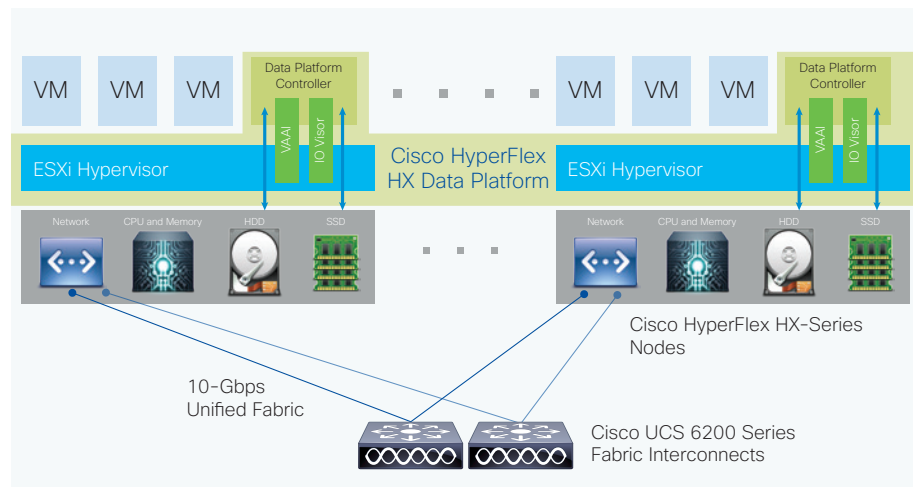 VM
VM
VM
Data Platform
Controller
VAAI
IO Visor
ESXi Hypervisor
Cisco HyperFlex
HX Data Platform
VM
VM
VM
Data Platform
Controller
VAAI
IO Visor
ESXi Hypervisor
Network
CPU and Memory
HDD
SSD
Network
CPU and Memory
HDD
SSD
Cisco HyperFlex HX-Series
Nodes
10-Gbps
Unified Fabric
Cisco UCS 6200 Series
Fabric Interconnects